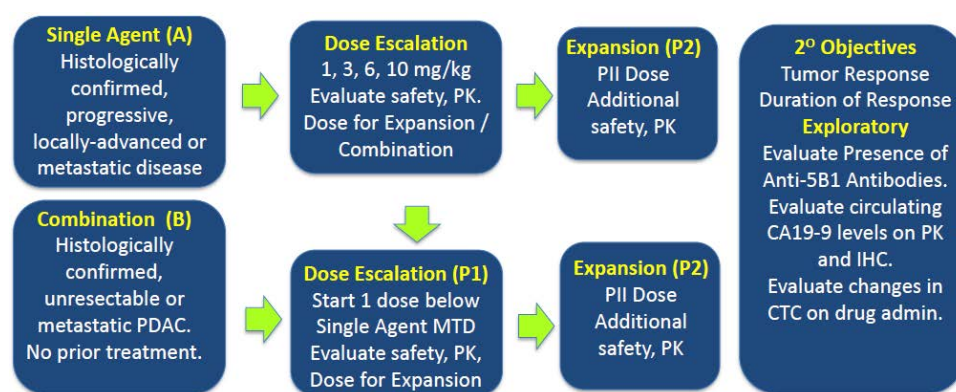 Single Agent (A)
Histologically
confirmed,
progressive,
locally-advanced or
metastatic disease
Dose Escalation
1, 3, 6, 10 mg/kg
Evaluate safety, PK.
Dose for Expansion /
Combination
Expansion (P2)
PII Dose
Additional
safety, PK
Combination (B)
Histologically
confirmed,
unresectable or
metastatic PDAC.
No prior treatment.
Dose Escalation (P1)
Start 1 dose below
Single Agent MTD
Evaluate safety, PK,
Dose for Expansion
Expansion (P2)
PII Dose
Additional
safety, PK
2º Objectives
Tumor Response
Duration of Response
Exploratory
Evaluate Presence of
Anti-5B1 Antibodies.
Evaluate circulating
CA19-9 levels on PK
and IHC.
Evaluate changes in
CTC on drug admin.